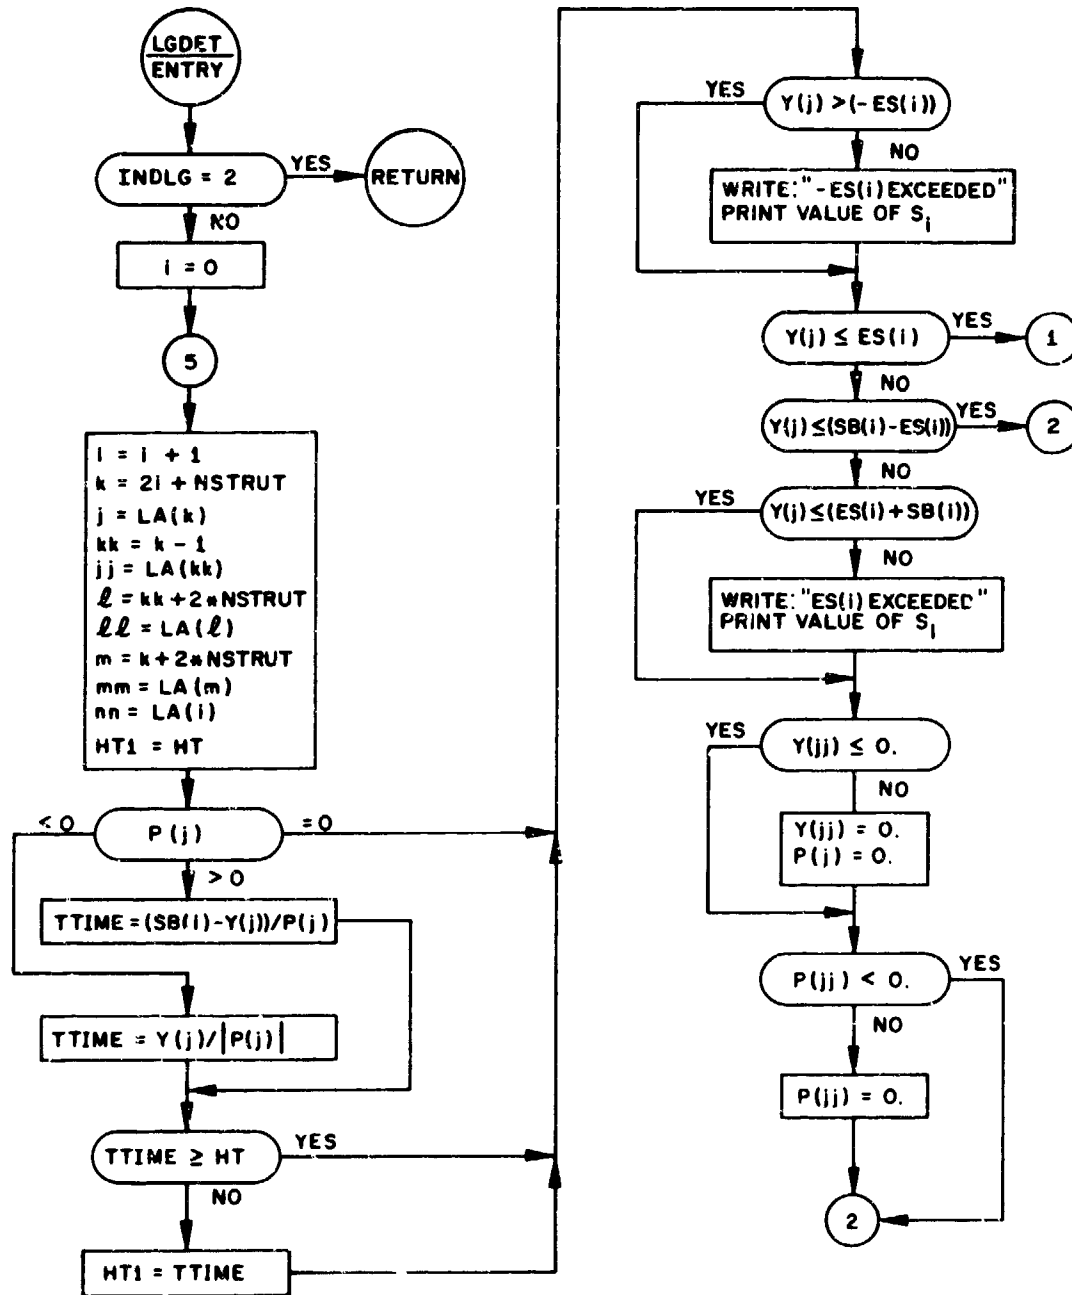 LGDET
ENTRY
INDLG = 2
YES
RETURN
NO
i = 0
5
i = i + 1
k = 2i + NSTRUT
j = LA(k)
kk = k - 1
jj = LA(kk)
ℓ = kk + 2*NSTRUT
ℓℓ = LA(ℓ)
m = k + 2*NSTRUT
mm = LA(m)
nn = LA(i)
HT1 = HT
< 0
P(j)
= 0
> 0
TTIME = (SB(i) - Y(j))/P(j)
TTIME = Y(j)/|P(j)|
TTIME ≥ HT
YES
NO
HT1 = TTIME
YES
Y(j) > (-ES(i))
NO
WRITE: "-ES(i) EXCEEDED"
PRINT VALUE OF Si
Y(j) ≤ ES(i)
YES
1
NO
Y(j) ≤ (SB(i) - ES(i))
YES
2
NO
YES
Y(j) ≤ (ES(i) + SB(i))
NO
WRITE: "ES(i) EXCEEDED"
PRINT VALUE OF Si
YES
Y(jj) ≤ 0.
NO
Y(jj) = 0.
P(j) = 0.
P(jj) < 0.
YES
NO
P(jj) = 0.
2